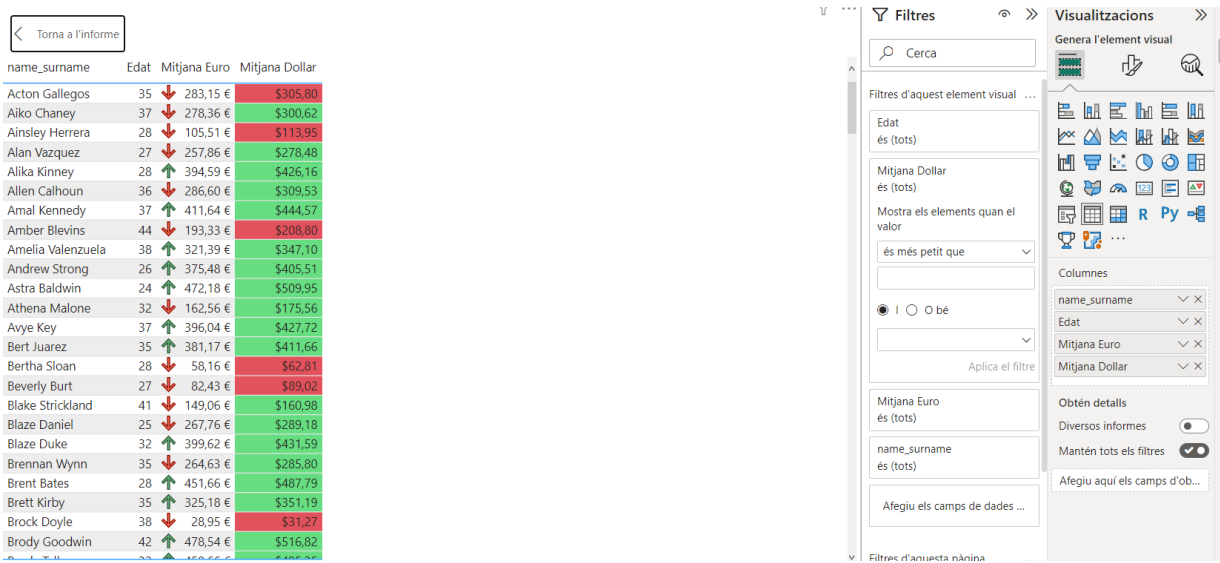 Torna a l'informe
name_surname Edat Mitjana Euro Mitjana Dollar
Acton Gallegos 35 283,15 € $305,80
Aiko Chaney 37 278,36 € $300,62
Ainsley Herrera 28 105,51 € $113,95
Alan Vazquez 27 257,86 € $278,48
Alika Kinney 28 394,59 € $426,16
Allen Calhoun 36 286,60 € $309,53
Amal Kennedy 37 411,64 € $444,57
Amber Blevins 44 193,33 € $208,80
Amelia Valenzuela 38 321,39 € $347,10
Andrew Strong 26 375,48 € $405,51
Astra Baldwin 24 472,18 € $509,95
Athena Malone 32 162,56 € $175,56
Avye Key 37 396,04 € $427,72
Bert Juarez 35 381,17 € $411,66
Bertha Sloan 28 58,16 € $62,81
Beverly Burt 27 82,43 € $89,02
Blake Strickland 41 149,06 € $160,98
Blaze Daniel 25 267,76 € $289,18
Blaze Duke 32 399,62 € $431,59
Brennan Wynn 35 264,63 € $285,80
Brent Bates 28 451,66 € $487,79
Brett Kirby 35 325,18 € $351,19
Brock Doyle 38 28,95 € $31,27
Brody Goodwin 42 478,54 € $516,82
Filtres
Cerca
Filtres d'aquest element visual ...
Edat
és (tots)
Mitjana Dollar
és (tots)
Mostra els elements quan el
valor
és més petit que
I O bé
Aplica el filtre
Mitjana Euro
és (tots)
name_surname
és (tots)
Afegiu els camps de dades ...
Filtres d'aquesta pàgina ...
Visualitzacions
Genera l'element visual
123
R Py
...
Columnes
name_surname
Edat
Mitjana Euro
Mitjana Dollar
Obtén detalls
Diversos informes
Mantén tots els filtres
Afegiu aquí els camps d'ob...